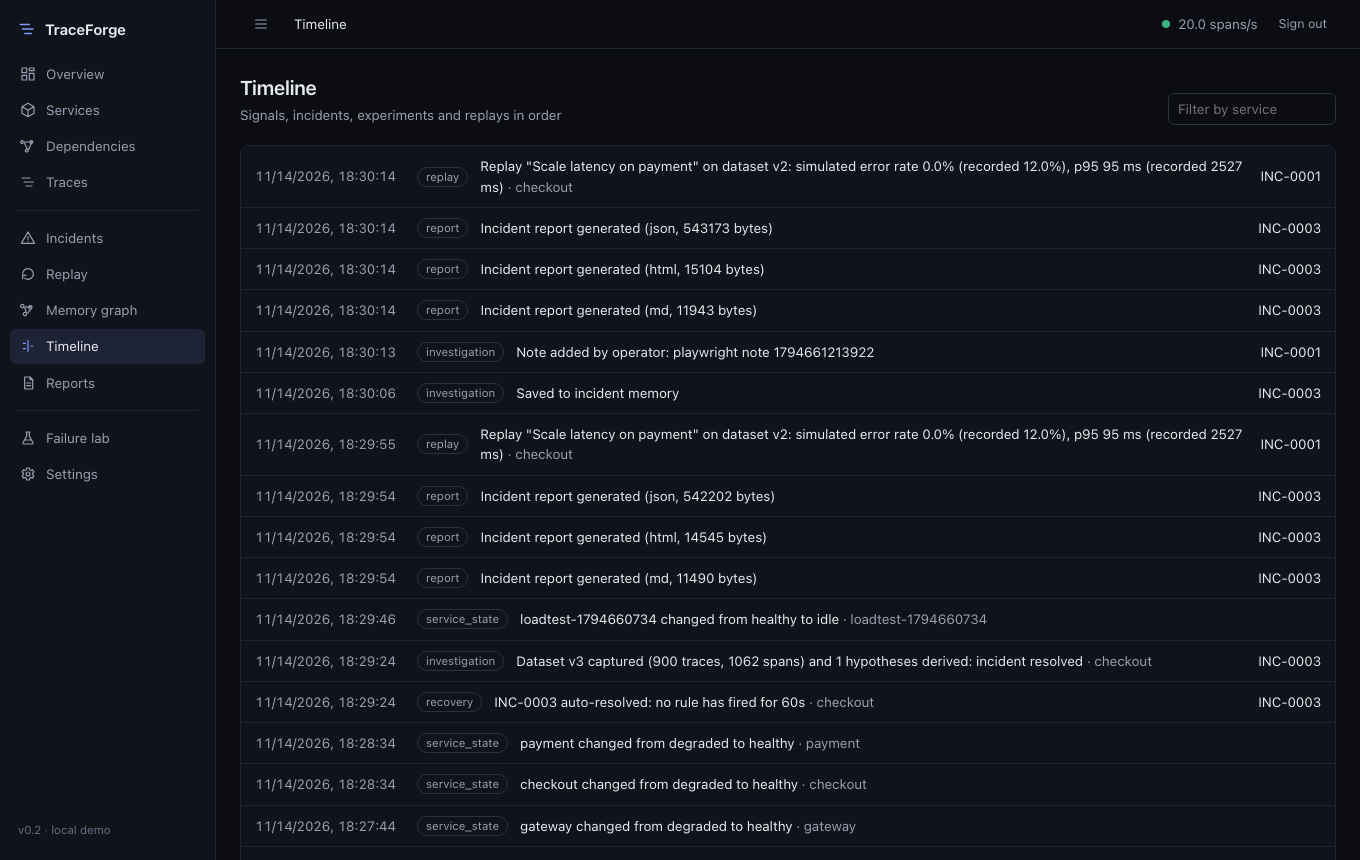 TraceForge
Overview
Services
Dependencies
Traces
Incidents
Replay
Memory graph
Timeline
Reports
Failure lab
Settings
v0.2 · local demo
Timeline
20.0 spans/s
Sign out
Timeline
Signals, incidents, experiments and replays in order
Filter by service
11/14/2026, 18:30:14 replay Replay "Scale latency on payment" on dataset v2: simulated error rate 0.0% (recorded 12.0%), p95 95 ms (recorded 2527
ms) · checkout INC-0001
11/14/2026, 18:30:14 report Incident report generated (json, 543173 bytes) INC-0003
11/14/2026, 18:30:14 report Incident report generated (html, 15104 bytes) INC-0003
11/14/2026, 18:30:14 report Incident report generated (md, 11943 bytes) INC-0003
11/14/2026, 18:30:13 investigation Note added by operator: playwright note 1794661213922 INC-0001
11/14/2026, 18:30:06 investigation Saved to incident memory INC-0003
11/14/2026, 18:29:55 replay Replay "Scale latency on payment" on dataset v2: simulated error rate 0.0% (recorded 12.0%), p95 95 ms (recorded 2527
ms) · checkout INC-0001
11/14/2026, 18:29:54 report Incident report generated (json, 542202 bytes) INC-0003
11/14/2026, 18:29:54 report Incident report generated (html, 14545 bytes) INC-0003
11/14/2026, 18:29:54 report Incident report generated (md, 11490 bytes) INC-0003
11/14/2026, 18:29:46 service_state loadtest-1794660734 changed from healthy to idle · loadtest-1794660734
11/14/2026, 18:29:24 investigation Dataset v3 captured (900 traces, 1062 spans) and 1 hypotheses derived: incident resolved · checkout INC-0003
11/14/2026, 18:29:24 recovery INC-0003 auto-resolved: no rule has fired for 60s · checkout INC-0003
11/14/2026, 18:28:34 service_state payment changed from degraded to healthy · payment
11/14/2026, 18:28:34 service_state checkout changed from degraded to healthy · checkout
11/14/2026, 18:27:44 service_state gateway changed from degraded to healthy · gateway